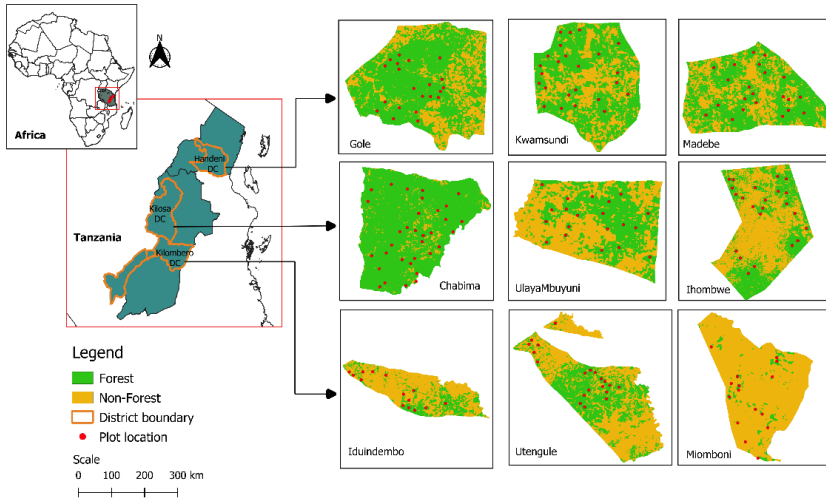 N
Africa
Tanzania
Handeni
DC
Kilosa
DC
Kilombero
DC
Gole
Kwamsundi
Madebe
Chabima
UlayaMbuyuni
Ihombwe
Iduindembo
Utengule
Miomboni
Legend
Forest
Non-Forest
District boundary
Plot location
Scale
0 100 200 300 km